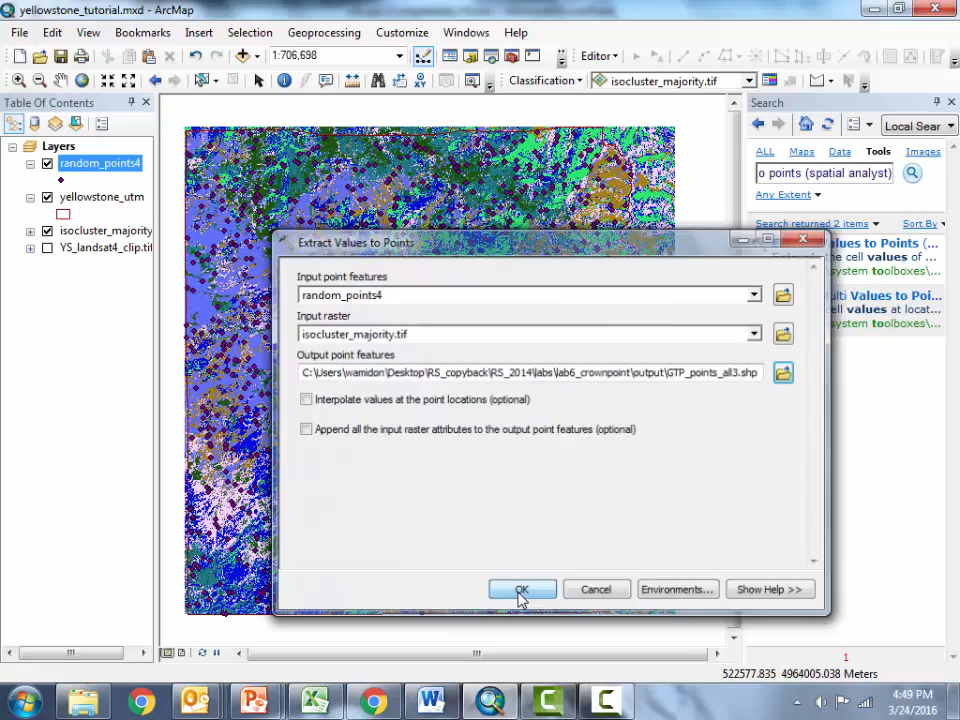 yellowstone_tutorial.mxd - ArcMap
File Edit View Bookmarks Insert Selection Geoprocessing Customize Windows Help
1:706,698
Editor
Classification
isocluster_majority.tif
Table Of Contents
Layers
random_points4
yellowstone_utm
isocluster_majority
YS_landsat4_clip.tif
Search
Local Sear
ALL Maps Data Tools Images
o points (spatial analyst)
Any Extent
Search returned 2 items
Sort By
alues to Points (...
the cell values of ...
system toolboxes\...
ulti Values to Poi...
ell values at locat...
system toolboxes\...
Extract Values to Points
Input point features
random_points4
Input raster
isocluster_majority.tif
Output point features
C:\Users\wamidon\Desktop\RS_copyback\RS_2014\labs\lab6_crownpoint\output\GTP_points_all3.shp
Interpolate values at the point locations (optional)
Append all the input raster attributes to the output point features (optional)
OK
Cancel
Environments...
Show Help >>
1
522577.835 4964005.038 Meters
4:49 PM
3/24/2016